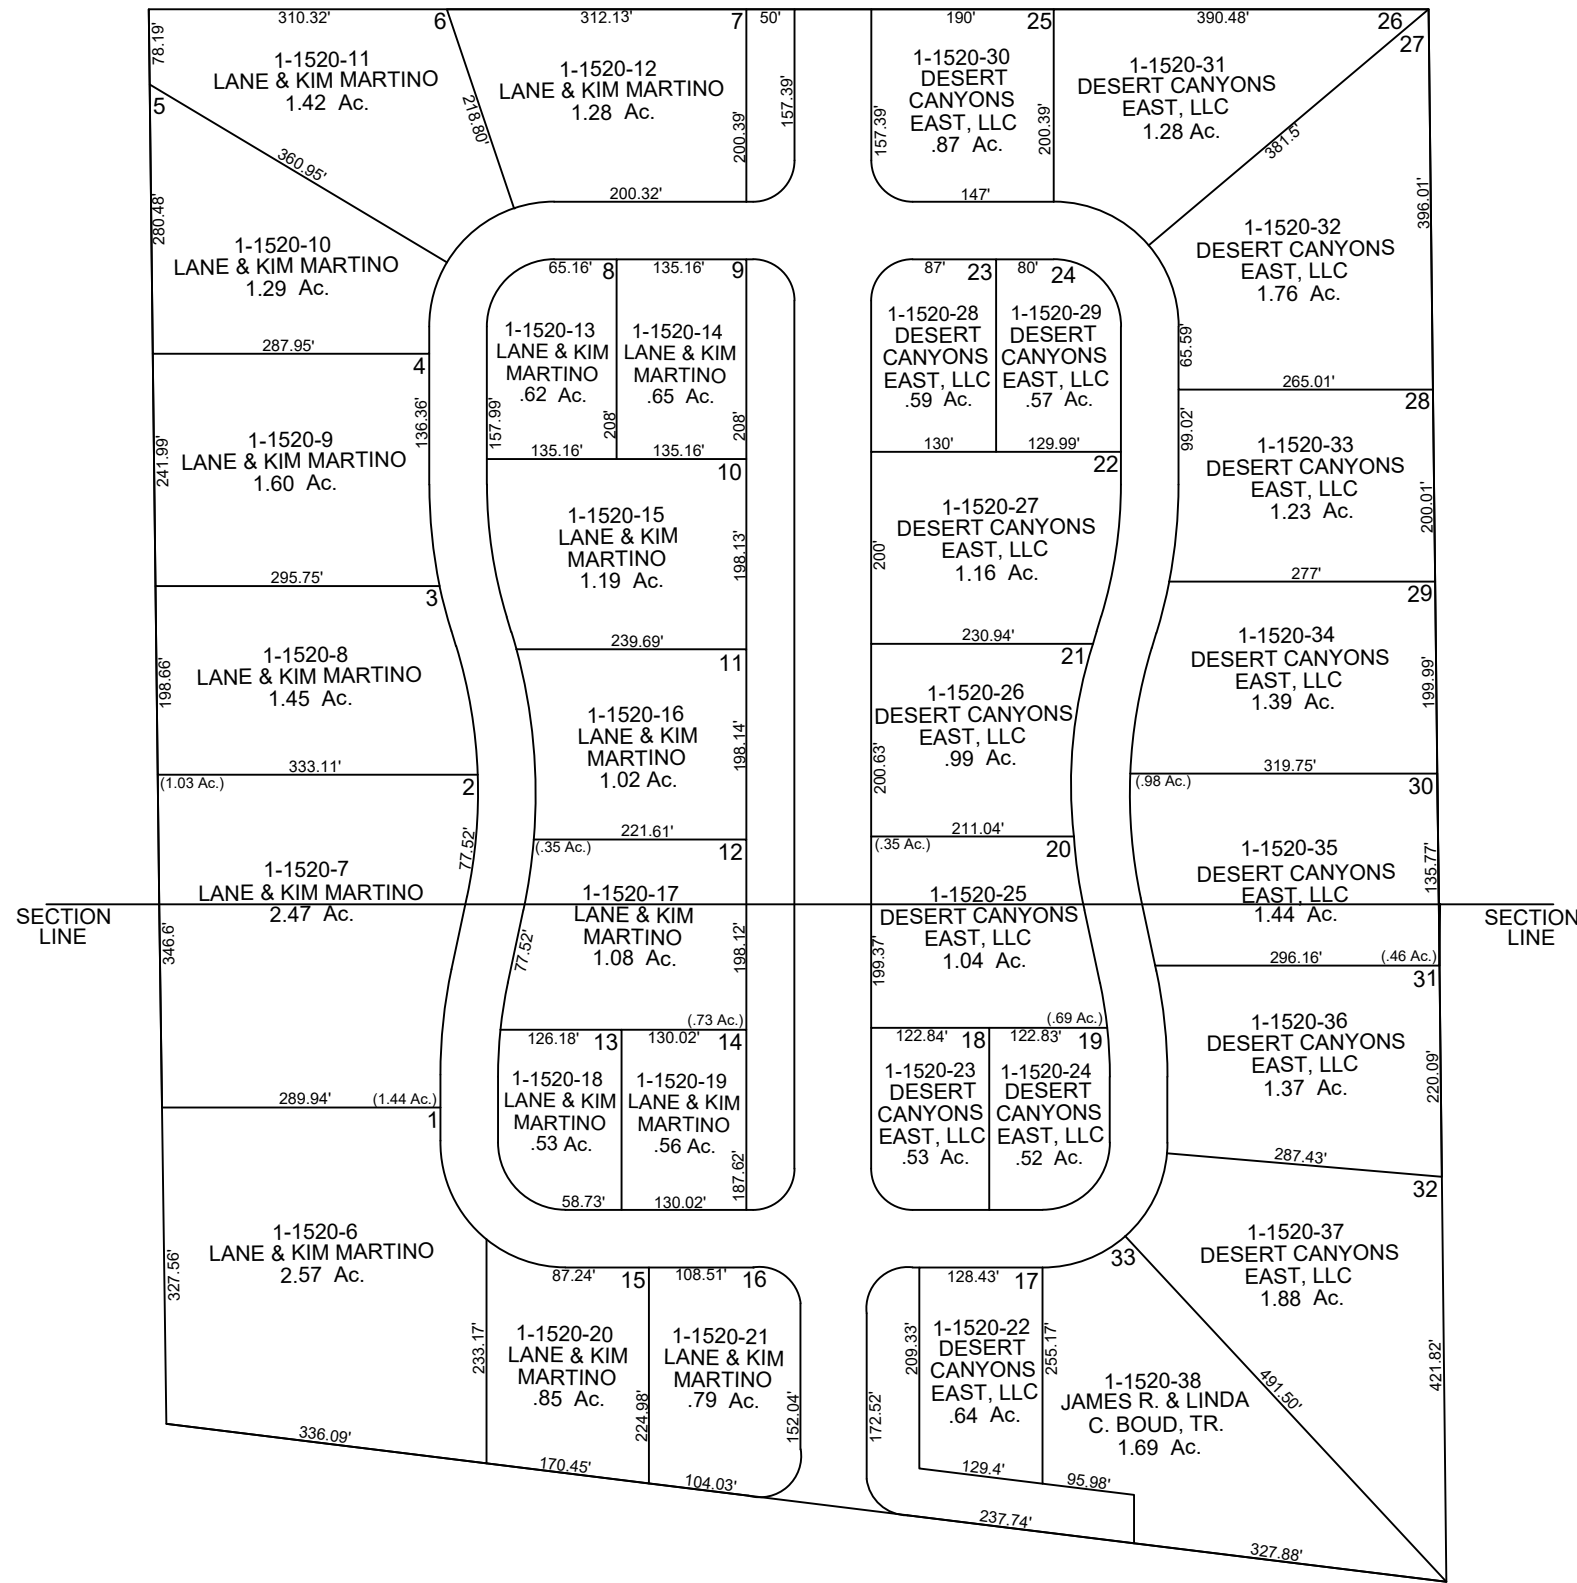 310.32'
6
312.13'
7
50'
190'
25
390.48'
26
27
78.19'
1-1520-11
LANE & KIM MARTINO
1.42 Ac.
218.80'
1-1520-12
LANE & KIM MARTINO
1.28 Ac.
200.39'
157.39'
157.39'
1-1520-30
DESERT
CANYONS
EAST, LLC
.87 Ac.
200.39'
1-1520-31
DESERT CANYONS
EAST, LLC
1.28 Ac.
381.5'
5
360.95'
200.32'
147'
280.48'
1-1520-10
LANE & KIM MARTINO
1.29 Ac.
396.01'
1-1520-32
DESERT CANYONS
EAST, LLC
1.76 Ac.
287.95'
4
65.16'
8
135.16'
9
87'
23
80'
24
1-1520-13
LANE & KIM
MARTINO
.62 Ac.
157.99'
208'
1-1520-14
LANE & KIM
MARTINO
.65 Ac.
208'
1-1520-28
DESERT
CANYONS
EAST, LLC
.59 Ac.
1-1520-29
DESERT
CANYONS
EAST, LLC
.57 Ac.
65.59'
265.01'
28
136.36'
241.99'
1-1520-9
LANE & KIM MARTINO
1.60 Ac.
135.16'
135.16'
10
130'
129.99'
22
99.02'
1-1520-33
DESERT CANYONS
EAST, LLC
1.23 Ac.
200.01'
1-1520-15
LANE & KIM
MARTINO
1.19 Ac.
198.13'
200'
1-1520-27
DESERT CANYONS
EAST, LLC
1.16 Ac.
295.75'
3
277'
29
198.66'
1-1520-8
LANE & KIM MARTINO
1.45 Ac.
239.69'
11
230.94'
21
1-1520-34
DESERT CANYONS
EAST, LLC
1.39 Ac.
199.99'
1-1520-16
LANE & KIM
MARTINO
1.02 Ac.
198.14'
200.63'
1-1520-26
DESERT CANYONS
EAST, LLC
.99 Ac.
333.11'
(1.03 Ac.)
2
319.75'
(.98 Ac.)
30
77.52'
221.61'
(.35 Ac.)
12
211.04'
(.35 Ac.)
20
1-1520-7
LANE & KIM MARTINO
2.47 Ac.
346.6'
1-1520-17
LANE & KIM
MARTINO
1.08 Ac.
77.52'
198.12'
199.37'
1-1520-25
DESERT CANYONS
EAST, LLC
1.04 Ac.
1-1520-35
DESERT CANYONS
EAST, LLC
1.44 Ac.
135.77'
SECTION
LINE
SECTION
LINE
296.16'
(.46 Ac.)
31
(.73 Ac.)
(.69 Ac.)
126.18'
13
130.02'
14
122.84'
18
122.83'
19
1-1520-18
LANE & KIM
MARTINO
.53 Ac.
1-1520-19
LANE & KIM
MARTINO
.56 Ac.
187.62'
1-1520-23
DESERT
CANYONS
EAST, LLC
.53 Ac.
1-1520-24
DESERT
CANYONS
EAST, LLC
.52 Ac.
1-1520-36
DESERT CANYONS
EAST, LLC
1.37 Ac.
220.09'
289.94'
(1.44 Ac.)
1
287.43'
32
58.73'
130.02'
1-1520-6
LANE & KIM MARTINO
2.57 Ac.
327.56'
1-1520-37
DESERT CANYONS
EAST, LLC
1.88 Ac.
33
87.24'
15
108.51'
16
128.43'
17
233.17'
1-1520-20
LANE & KIM
MARTINO
.85 Ac.
224.98'
1-1520-21
LANE & KIM
MARTINO
.79 Ac.
152.04'
172.52'
209.33'
1-1520-22
DESERT
CANYONS
EAST, LLC
.64 Ac.
255.17'
1-1520-38
JAMES R. & LINDA
C. BOUD, TR.
1.69 Ac.
491.50'
421.82'
336.09'
170.45'
104.03'
129.4'
95.98'
237.74'
327.88'